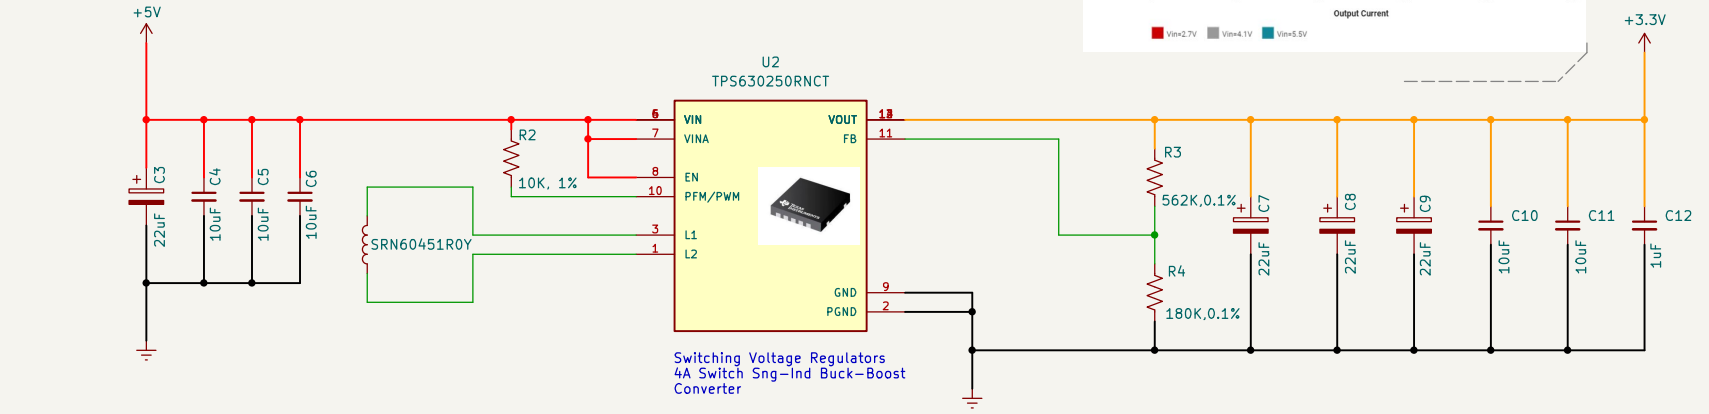 Output Current
Vin=2.7V Vin=4.1V Vin=5.5V
+5V
+3.3V
U2
TPS630250RNCT
VIN
7 VINA
8 EN
10 PFM/PWM
3 L1
1 L2
VOUT
FB 11
GND 9
PGND 2
TEXAS
INSTRUMENTS
R2
10K, 1%
SRN60451R0Y
C3
22uF
C4
10uF
C5
10uF
C6
10uF
R3
562K,0.1%
R4
180K,0.1%
C7
22uF
C8
22uF
C9
22uF
C10
10uF
C11
10uF
C12
1uF
Switching Voltage Regulators
4A Switch Sng-Ind Buck-Boost
Converter